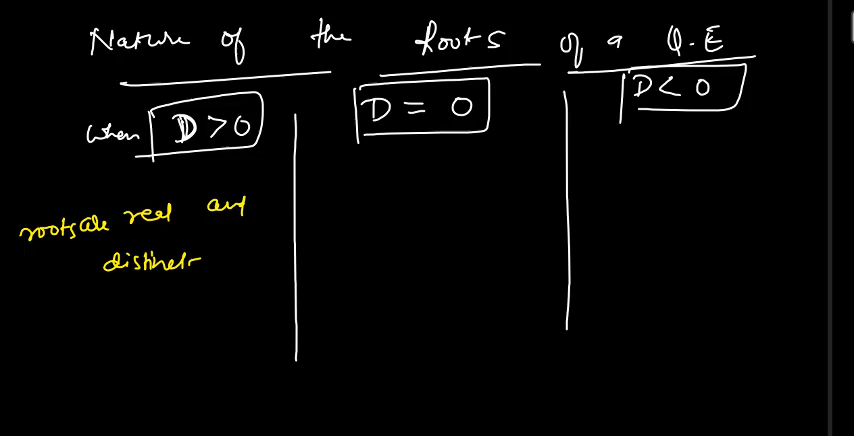 Nature of the Roots of a Q.E
when D > 0
D = 0
D < 0
roots are real and
distinct